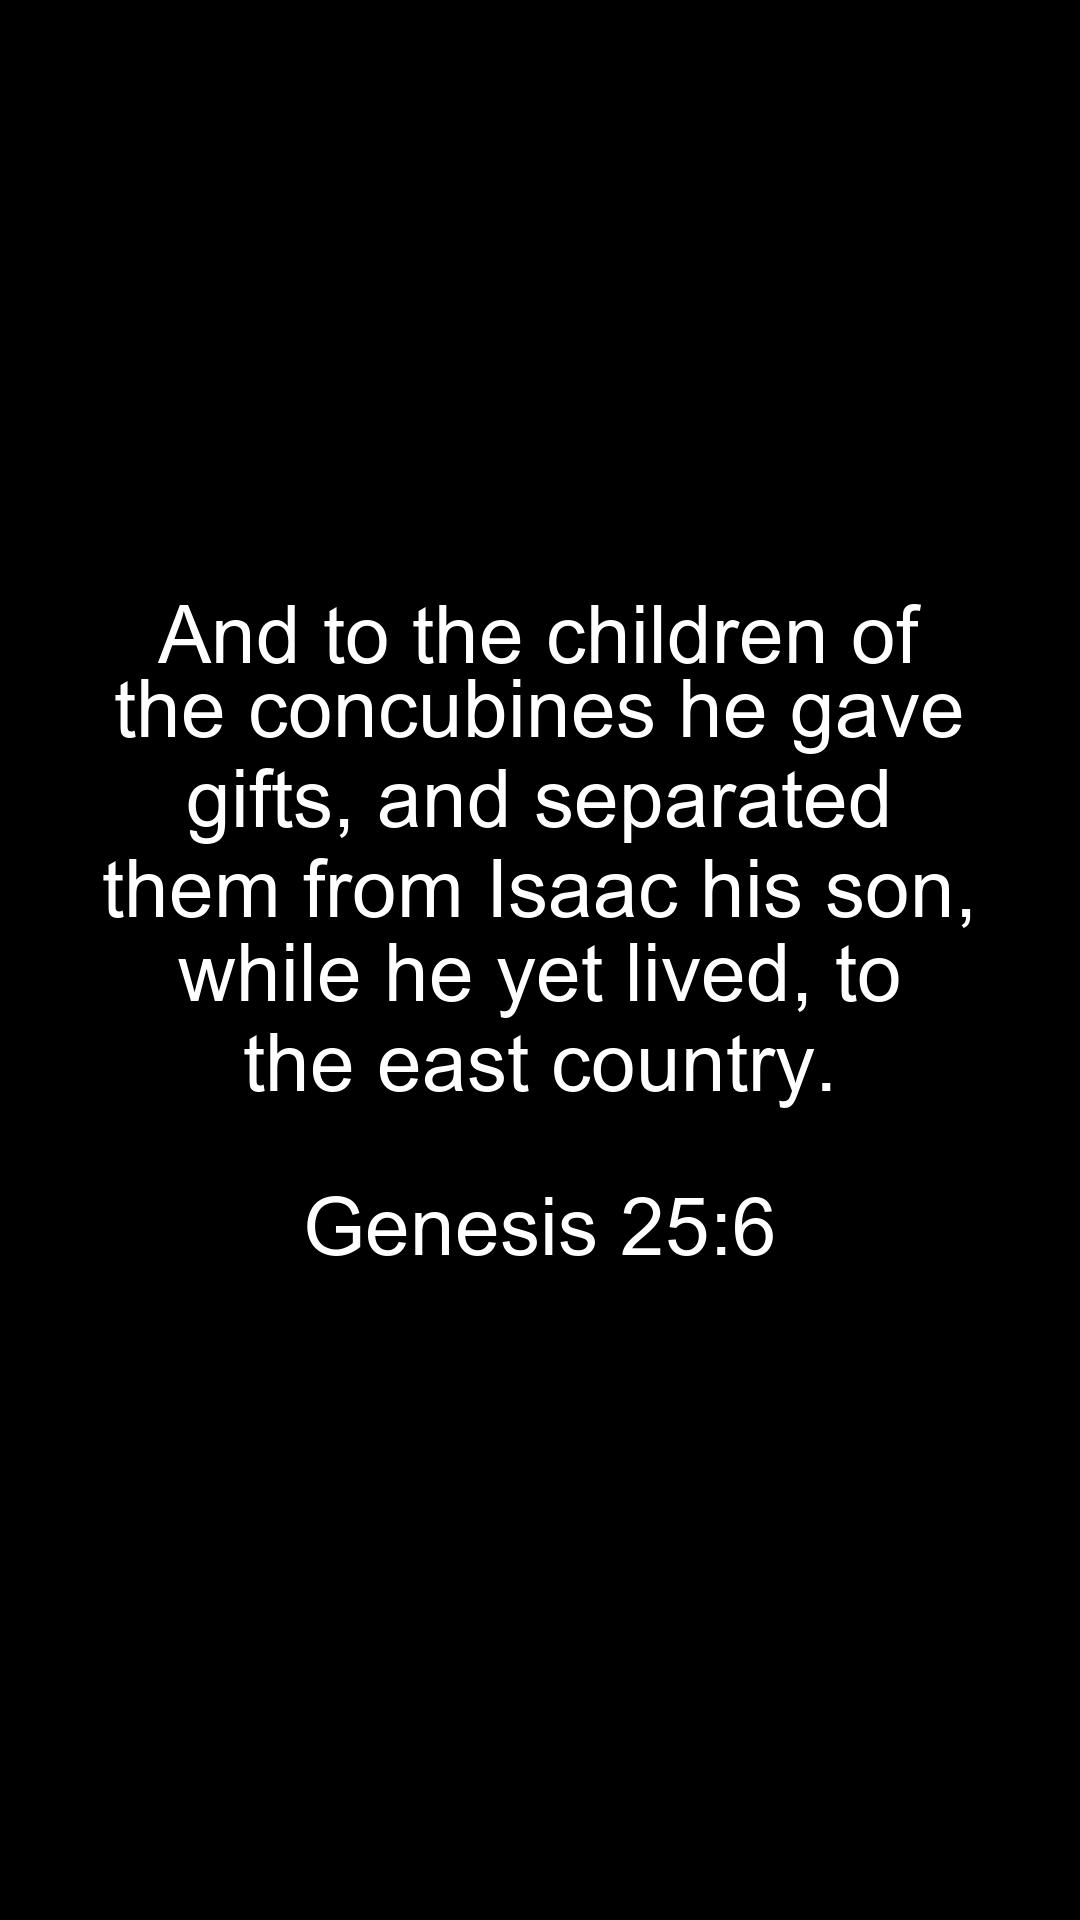 And to the children of
the concubines he gave
gifts, and separated
them from Isaac his son,
while he yet lived, to
the east country.
Genesis 25:6